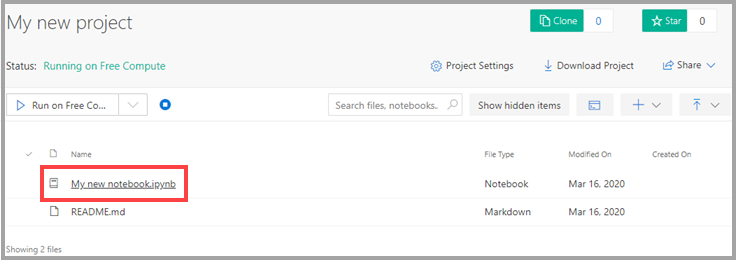 My new project
Clone 0
Star 0
Status: Running on Free Compute
Project Settings
Download Project
Share
Run on Free Co...
Search files, notebooks.
Show hidden items
Name File Type Modified On Created On
My new notebook.ipynb Notebook Mar 16, 2020
README.md Markdown Mar 16, 2020
Showing 2 files